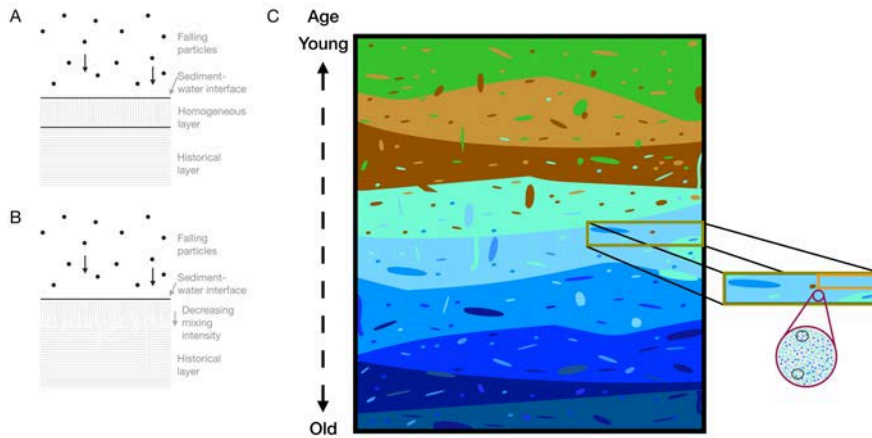 A
Falling
particles
Sediment-
water interface
Homogeneous
layer
Historical
layer
B
Falling
particles
Sediment-
water interface
Decreasing
mixing
intensity
Historical
layer
C
Age
Young
Old